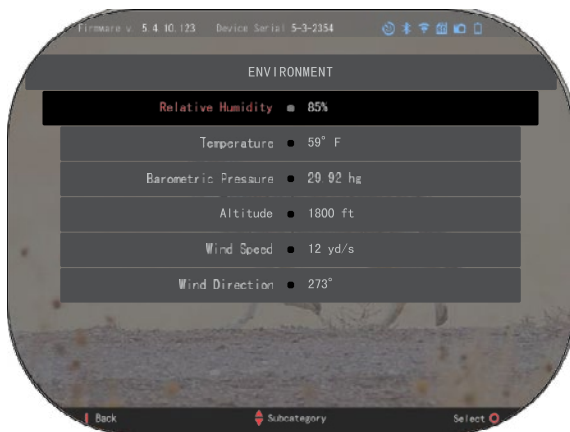 Firmware v. 5.4.10.123 Device Serial 5-3-2354
ENVIRONMENT
Relative Humidity 85%
Temperature 59° F
Barometric Pressure 29.92 hg
Altitude 1800 ft
Wind Speed 12 yd/s
Wind Direction 273°
Back Subcategory Select